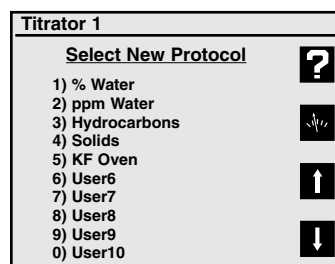 Titrator 1
Select New Protocol
?
1) % Water
2) ppm Water
3) Hydrocarbons
4) Solids
5) KF Oven
6) User6
7) User7
8) User8
9) User9
0) User10